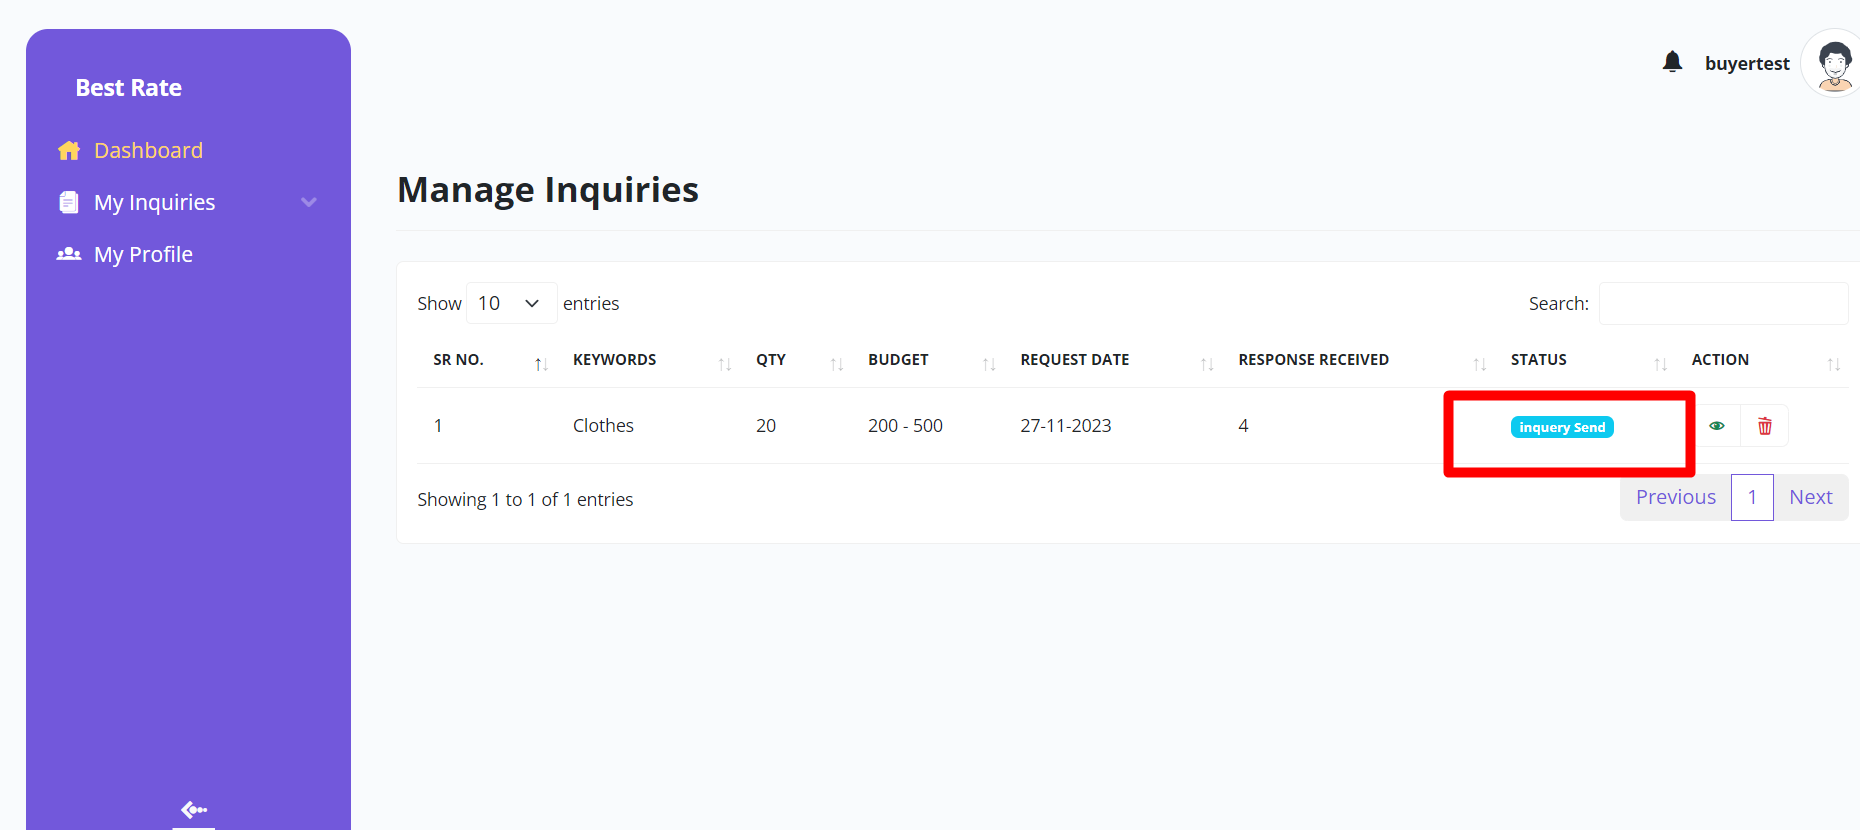 Best Rate
Dashboard
My Inquiries
My Profile
buyertest
Manage Inquiries
Show 10 entries
Search:
SR NO. KEYWORDS QTY BUDGET REQUEST DATE RESPONSE RECEIVED STATUS ACTION
1 Clothes 20 200 - 500 27-11-2023 4 inquery Send
Showing 1 to 1 of 1 entries
Previous 1 Next